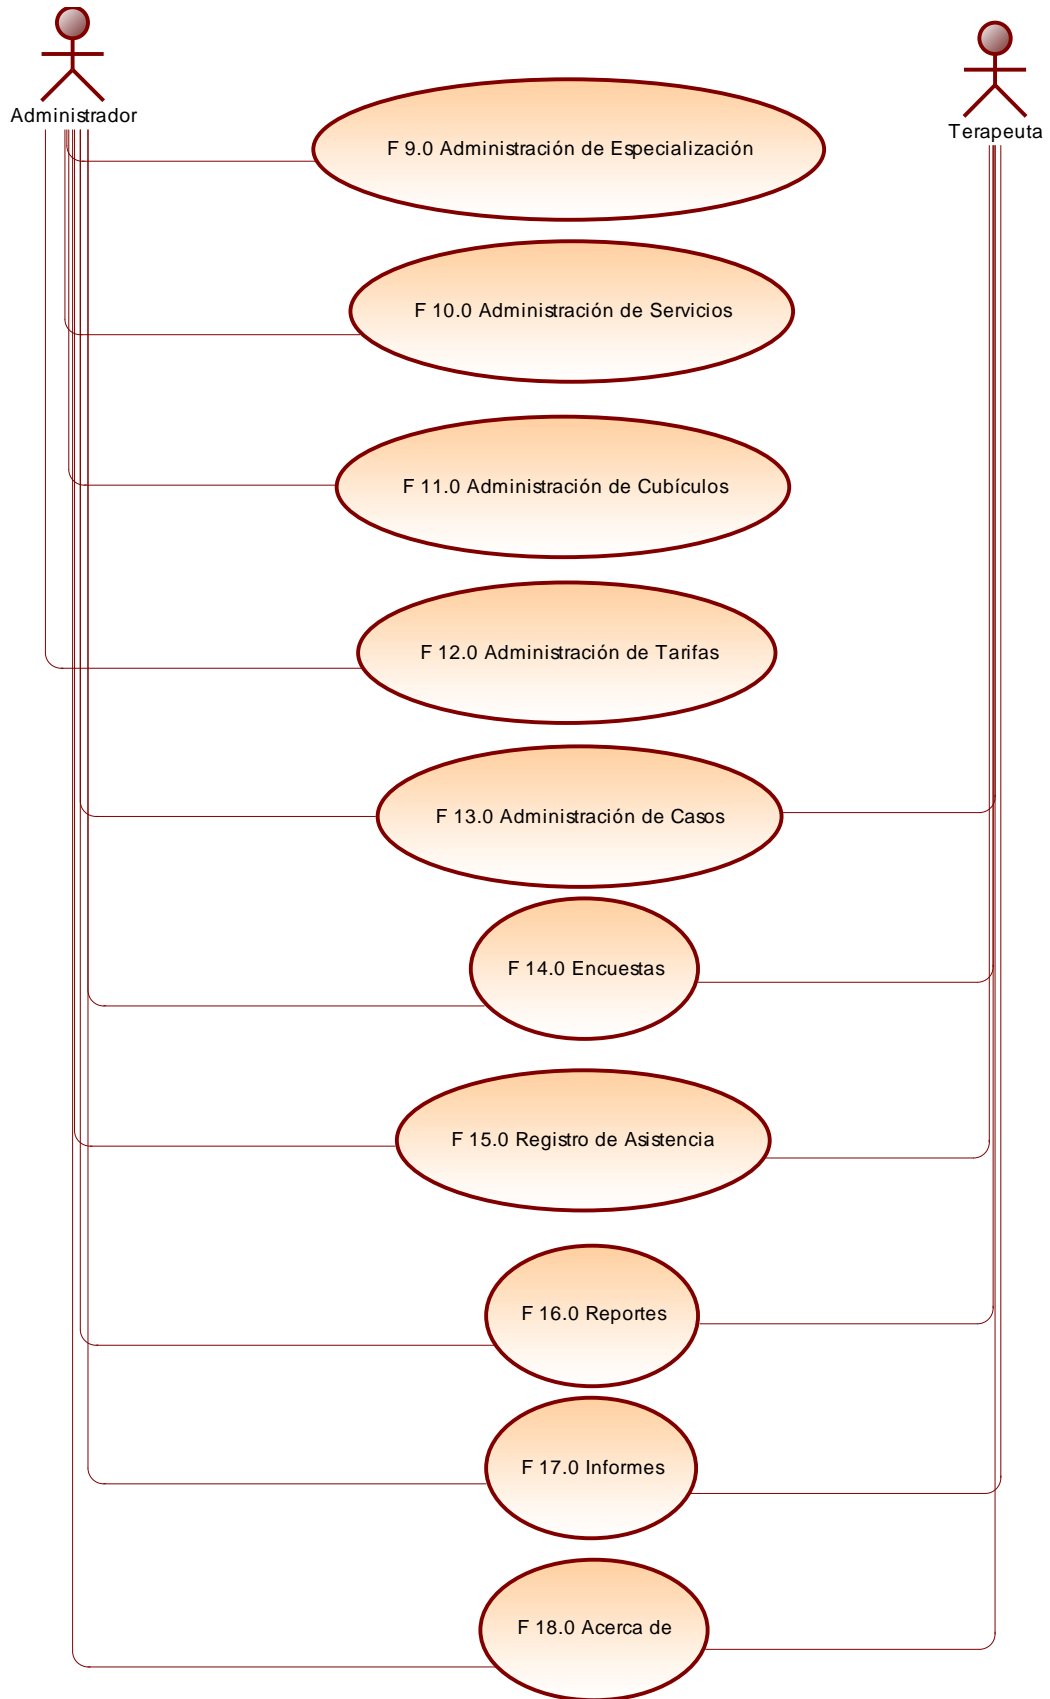 Administrador
Terapeuta
F 9.0 Administración de Especialización
F 10.0 Administración de Servicios
F 11.0 Administración de Cubículos
F 12.0 Administración de Tarifas
F 13.0 Administración de Casos
F 14.0 Encuestas
F 15.0 Registro de Asistencia
F 16.0 Reportes
F 17.0 Informes
F 18.0 Acerca de